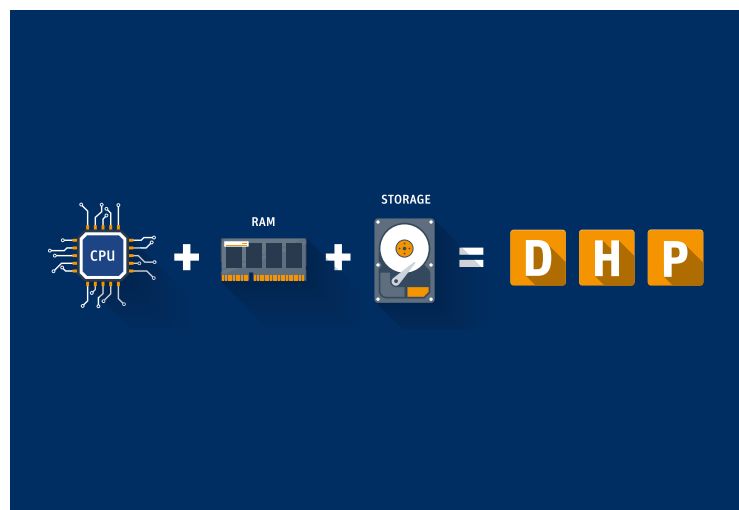 STORAGE
RAM
CPU + + = D H P